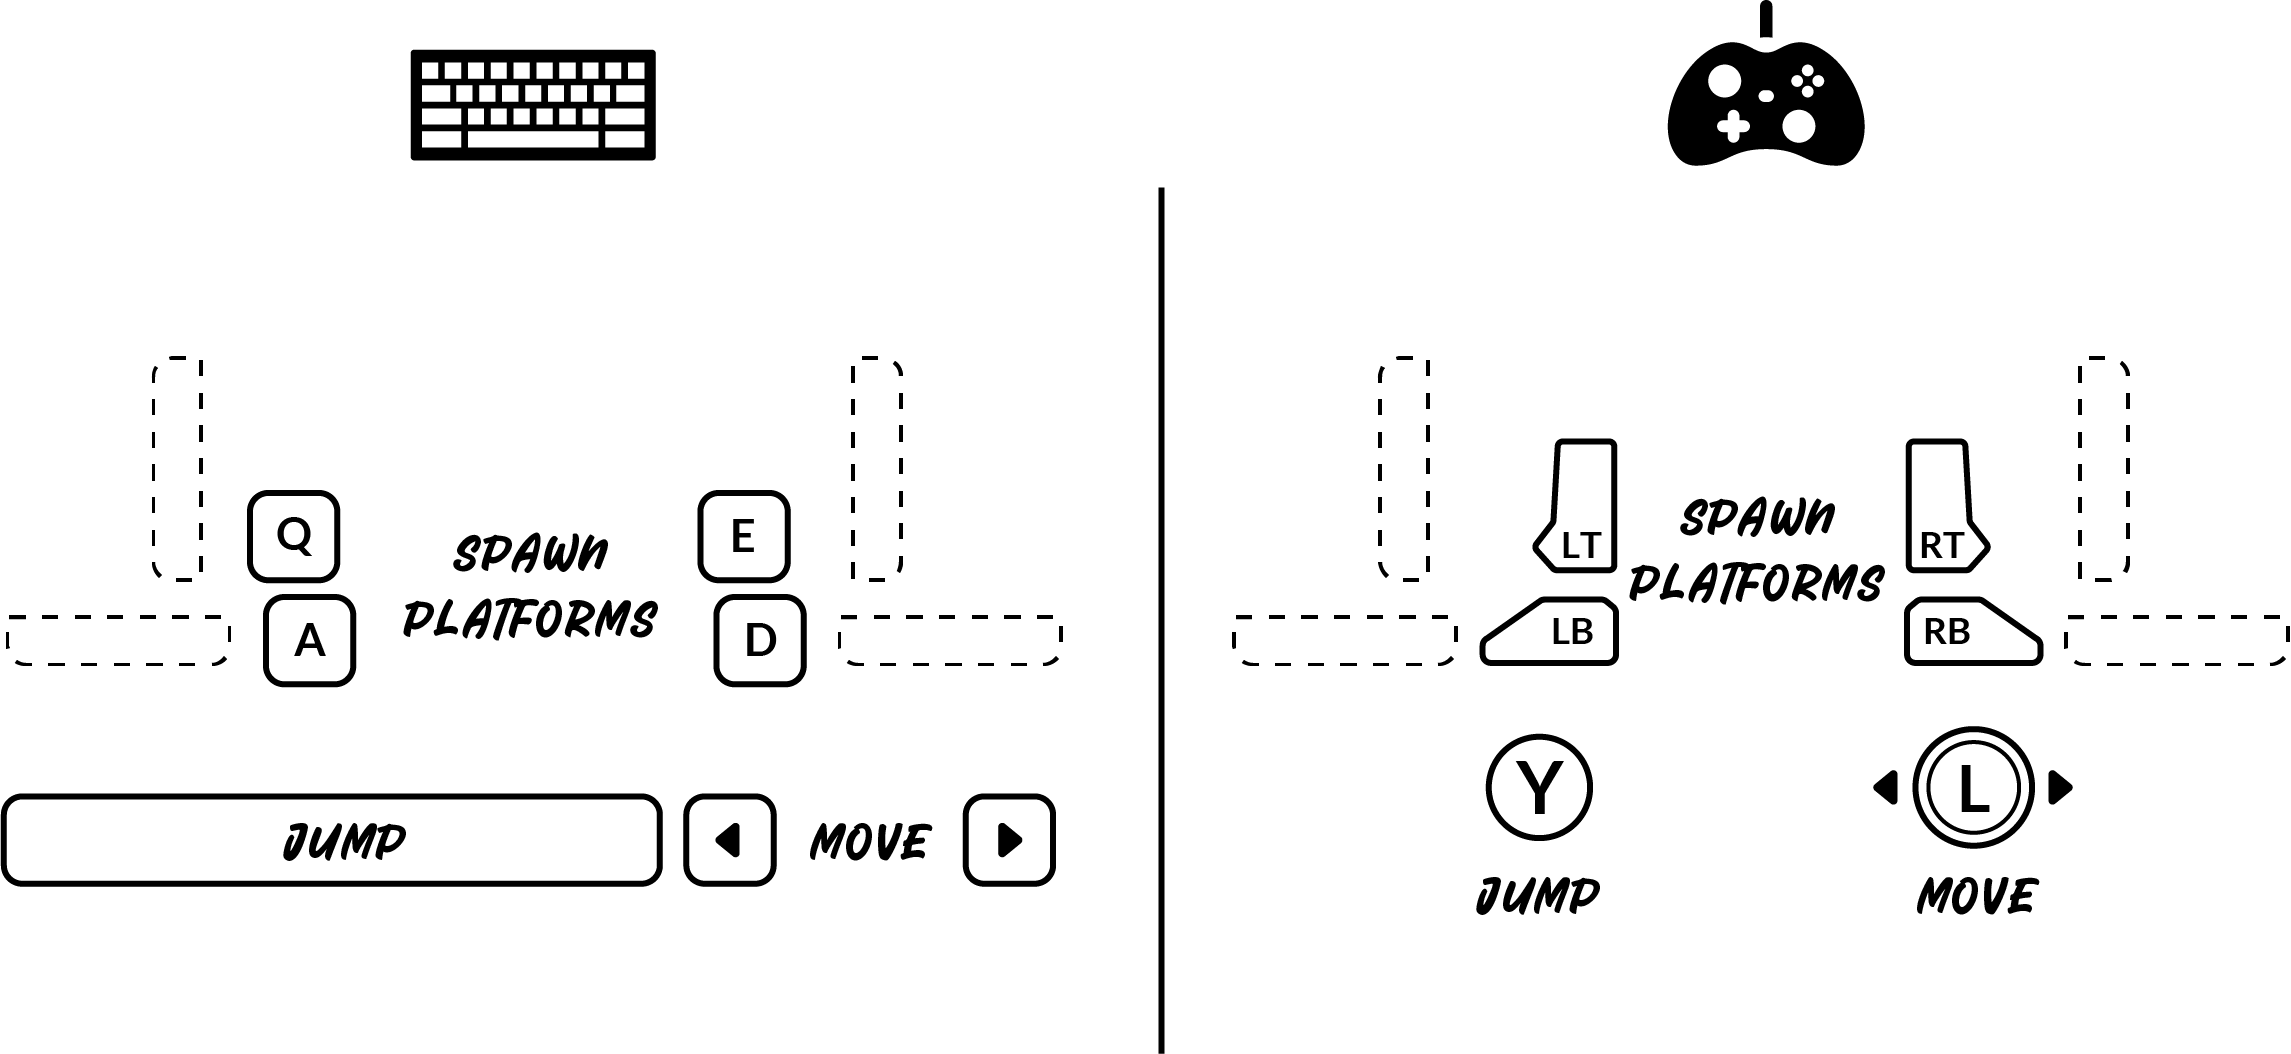 Q
E
SPAWN
PLATFORMS
A
D
JUMP
MOVE
LT
SPAWN
PLATFORMS
RT
LB
RB
Y
L
JUMP
MOVE